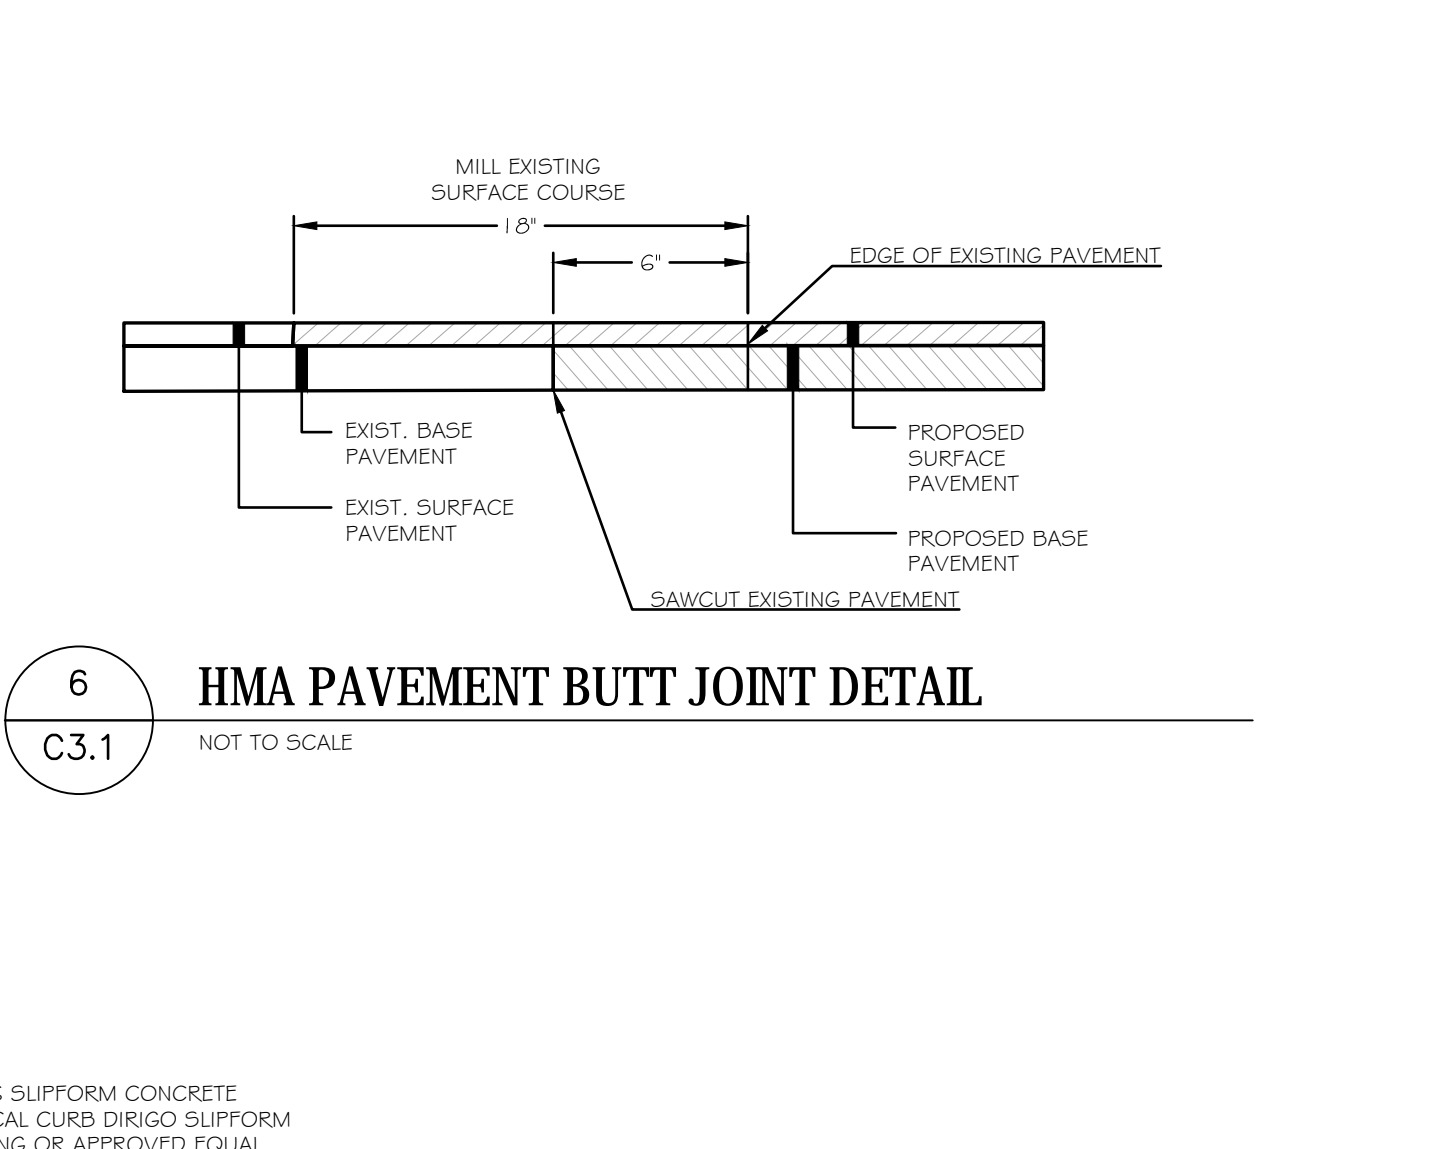 MILL EXISTING
SURFACE COURSE
18"
6"
EDGE OF EXISTING PAVEMENT
EXIST. BASE
PAVEMENT
EXIST. SURFACE
PAVEMENT
PROPOSED
SURFACE
PAVEMENT
PROPOSED BASE
PAVEMENT
SAWCUT EXISTING PAVEMENT
6
C3.1
HMA PAVEMENT BUTT JOINT DETAIL
NOT TO SCALE
SLIPFORM CONCRETE
CAL CURB DIRIGO SLIPFORM
NG OR APPROVED EQUAL